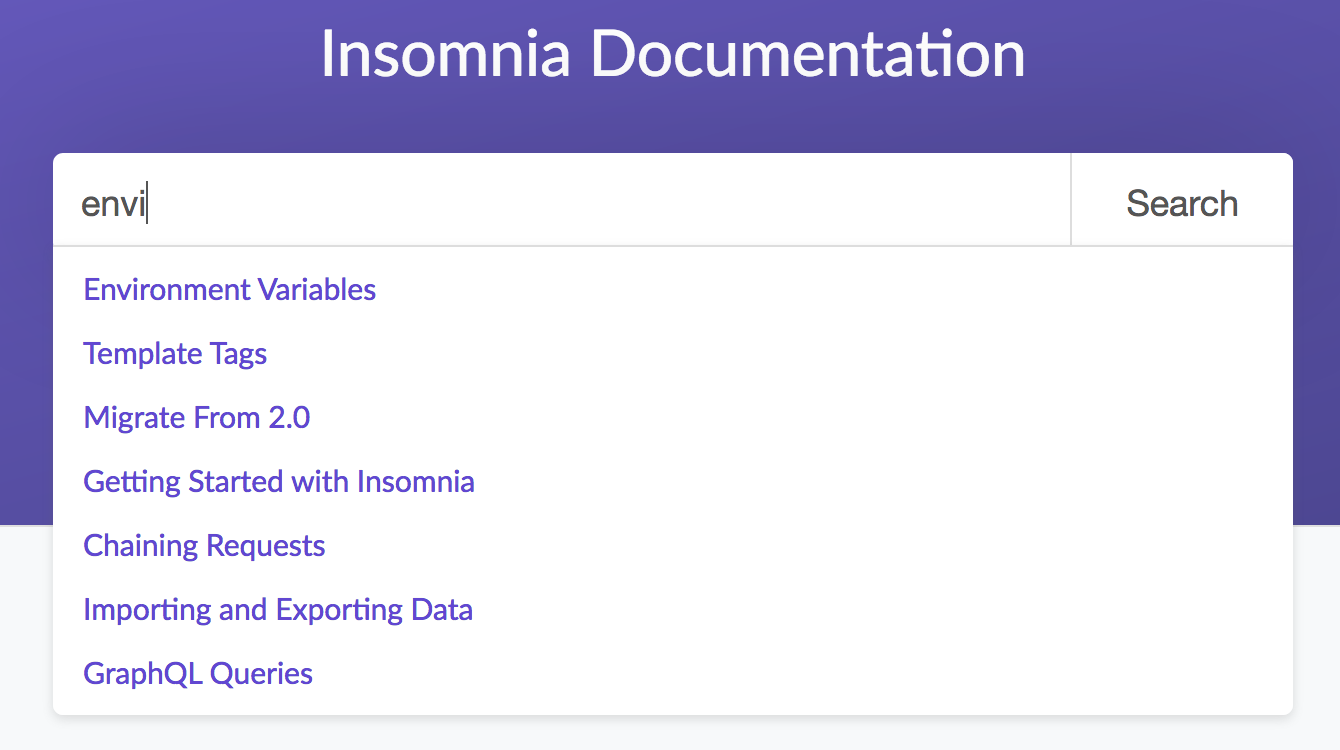 Insomnia Documentation
envi
Search
Environment Variables
Template Tags
Migrate From 2.0
Getting Started with Insomnia
Chaining Requests
Importing and Exporting Data
GraphQL Queries